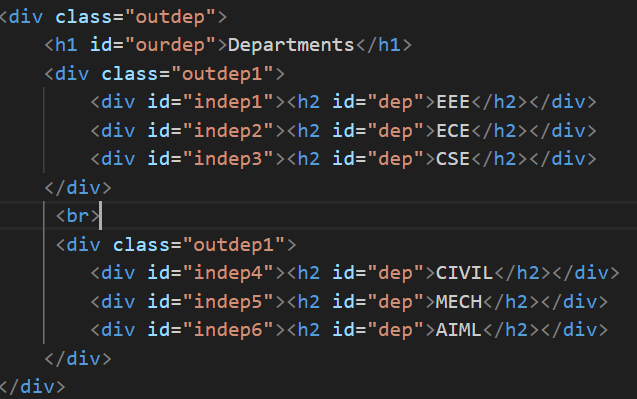 <div class="outdep">
    <h1 id="ourdep">Departments</h1>
    <div class="outdep1">
        <div id="indep1"><h2 id="dep">EEE</h2></div>
        <div id="indep2"><h2 id="dep">ECE</h2></div>
        <div id="indep3"><h2 id="dep">CSE</h2></div>
    </div>
     <br>
     <div class="outdep1">
        <div id="indep4"><h2 id="dep">CIVIL</h2></div>
        <div id="indep5"><h2 id="dep">MECH</h2></div>
        <div id="indep6"><h2 id="dep">AIML</h2></div>
    </div>
</div>